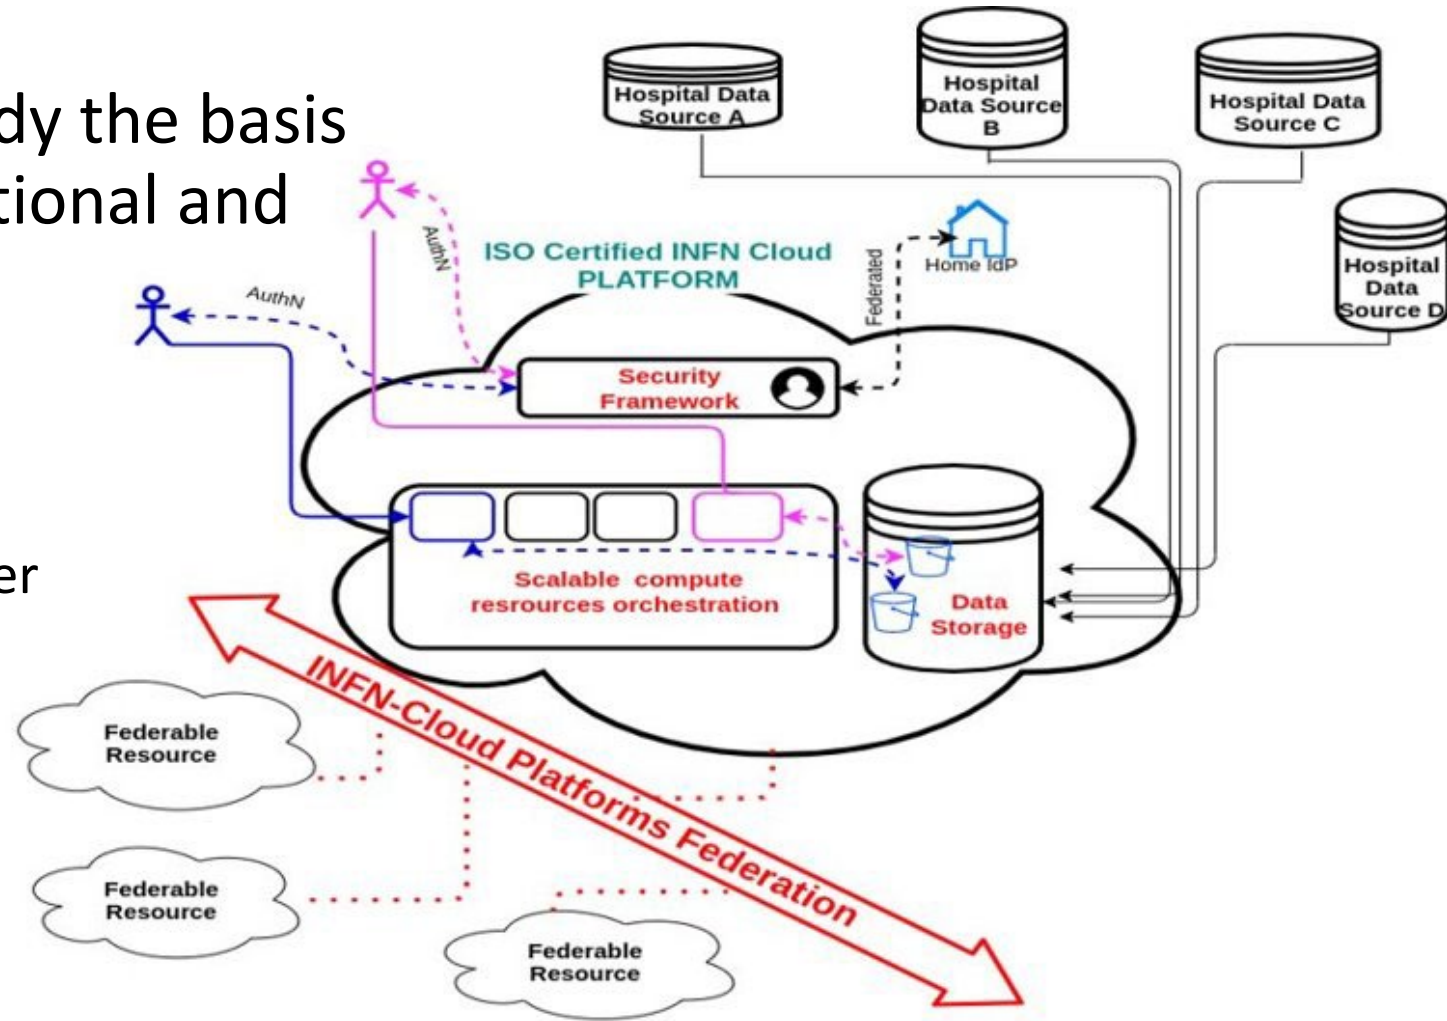 dy the basis
tional and
er
Hospital Data
Source A
Hospital
Data Source
B
Hospital Data
Source C
Hospital
Data
Source D
AuthN
AuthN
ISO Certified INFN Cloud
PLATFORM
Federated
Home IdP
Security
Framework
Scalable compute
resrources orchestration
Data
Storage
INFN-Cloud Platforms Federation
Federable
Resource
Federable
Resource
Federable
Resource